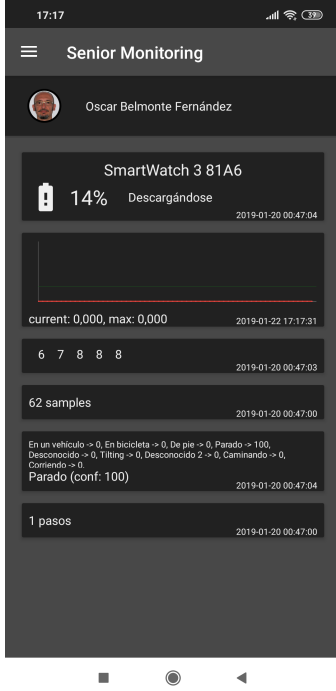 17:17
39
Senior Monitoring
Oscar Belmonte Fernández
SmartWatch 3 81A6
14% Descargándose
2019-01-20 00:47:04
current: 0,000, max: 0,000
2019-01-22 17:17:31
6 7 8 8 8
2019-01-20 00:47:03
62 samples
2019-01-20 00:47:00
En un vehículo -> 0, En bicicleta -> 0, De pie -> 0, Parado -> 100,
Desconocido -> 0, Tilting -> 0, Desconocido 2 -> 0, Caminando -> 0,
Corriendo -> 0.
Parado (conf: 100)
2019-01-20 00:47:04
1 pasos
2019-01-20 00:47:00